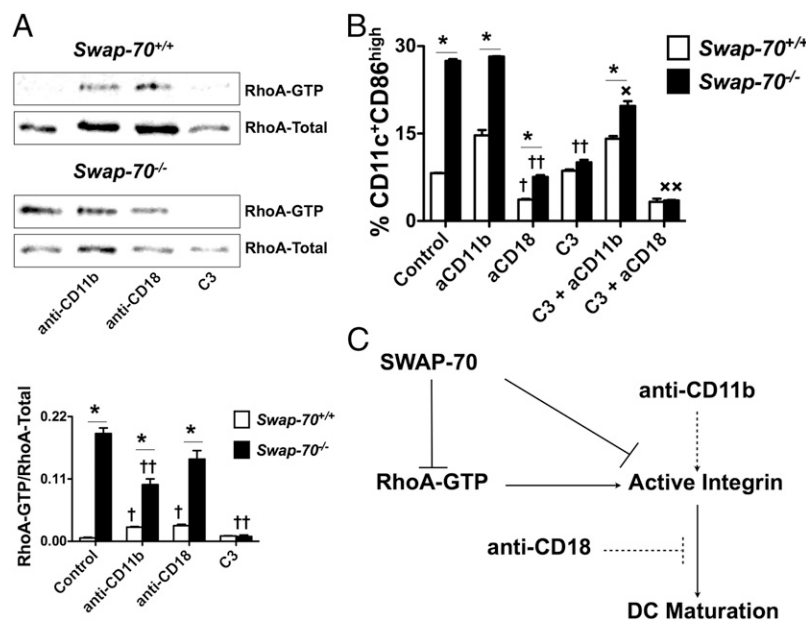 A
Swap-70+/+
RhoA-GTP
RhoA-Total
Swap-70-/-
RhoA-GTP
RhoA-Total
anti-CD11b
anti-CD18
C3
RhoA-GTP/RhoA-Total
0.22
0.11
0.00
* * *
†† † †
††
Control
anti-CD11b
anti-CD18
C3
Swap-70+/+
Swap-70-/-
B
% CD11c+CD86high
30
15
0
* * * *
† †† †† × ××
Control
aCD11b
aCD18
C3
C3 + aCD11b
C3 + aCD18
Swap-70+/+
Swap-70-/-
C
SWAP-70
anti-CD11b
RhoA-GTP
Active Integrin
anti-CD18
DC Maturation